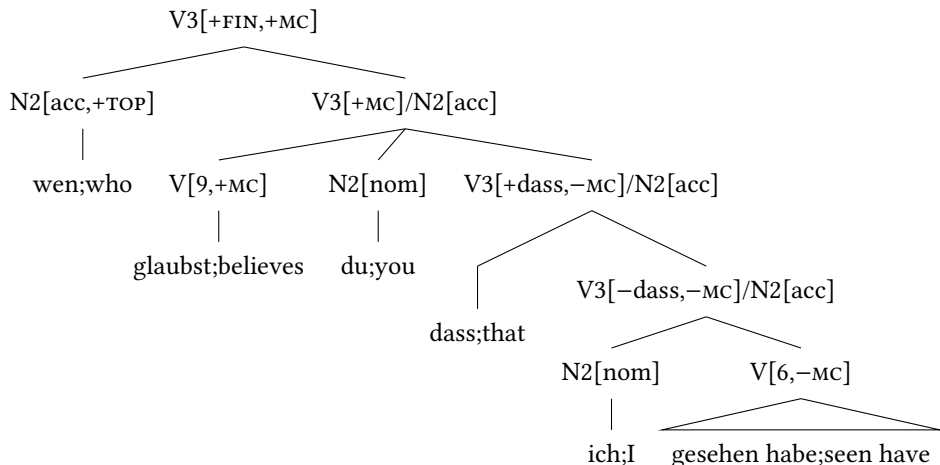 V3[+FIN,+MC]
N2[acc,+TOP] V3[+MC]/N2[acc]
wen;who V[9,+MC] N2[nom] V3[+dass,−MC]/N2[acc]
glaubst;believes du;you
V3[−dass,−MC]/N2[acc]
dass;that
N2[nom] V[6,−MC]
ich;I gesehen habe;seen have